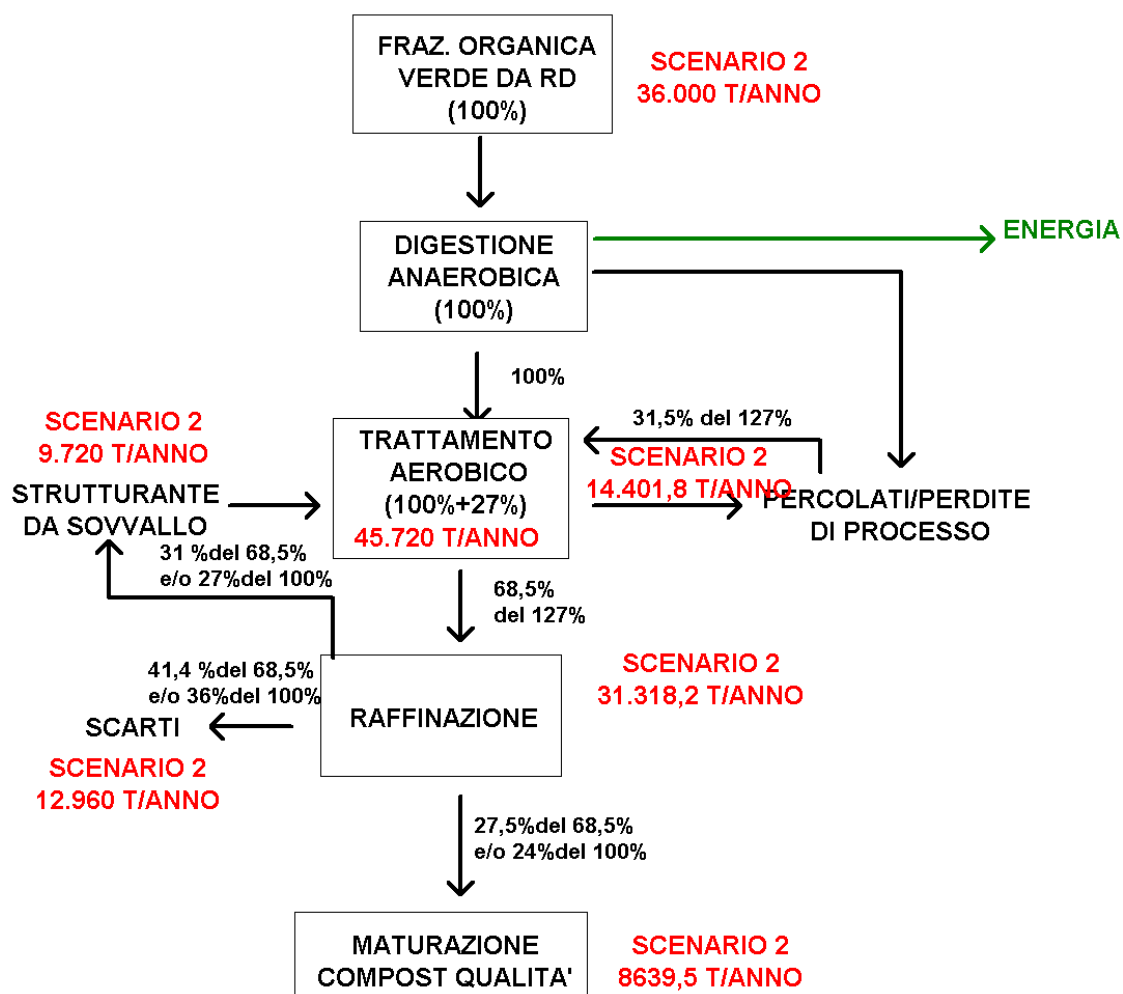 FRAZ. ORGANICA
VERDE DA RD
(100%)
SCENARIO 2
36.000 T/ANNO
DIGESTIONE
ANAEROBICA
(100%)
ENERGIA
100%
SCENARIO 2
9.720 T/ANNO
STRUTTURANTE
DA SOVVALLO
TRATTAMENTO
AEROBICO
(100%+27%)
45.720 T/ANNO
31,5% del 127%
SCENARIO 2
14.401,8 T/ANNO
PERCOLATI/PERDITE
DI PROCESSO
31 %del 68,5%
e/o 27%del 100%
68,5%
del 127%
41,4 %del 68,5%
e/o 36%del 100%
SCARTI
SCENARIO 2
12.960 T/ANNO
RAFFINAZIONE
SCENARIO 2
31.318,2 T/ANNO
27,5%del 68,5%
e/o 24%del 100%
MATURAZIONE
COMPOST QUALITA'
SCENARIO 2
8639,5 T/ANNO